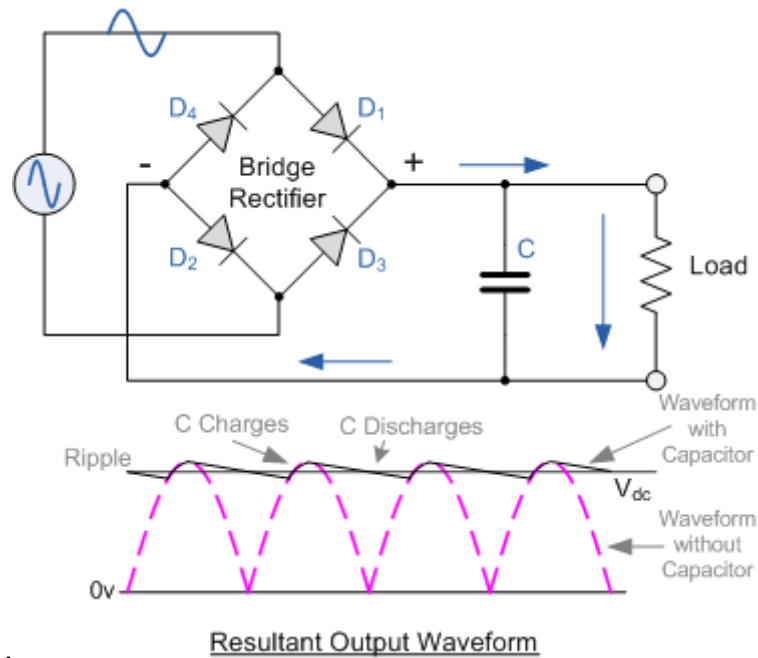 D4
D1
-
+
Bridge
Rectifier
D2
D3
C
Load
C Charges
C Discharges
Waveform
with
Capacitor
Ripple
Vdc
Waveform
without
Capacitor
0v
Resultant Output Waveform